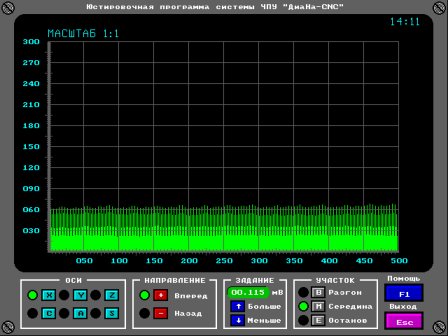 Юстировочная программа системы ЧПУ "ДиаНа-CNC"
14:11
МАСШТАБ 1:1
300
270
240
210
180
150
120
090
060
030
050 100 150 200 250 300 350 400 450 500
ОСИ
X Y Z
C A S
НАПРАВЛЕНИЕ
+ Вперед
- Назад
ЗАДАНИЕ
00.115 мВ
↑ Больше
↓ Меньше
УЧАСТОК
В Разгон
М Середина
Е Останов
Помощь
F1
Выход
Esc